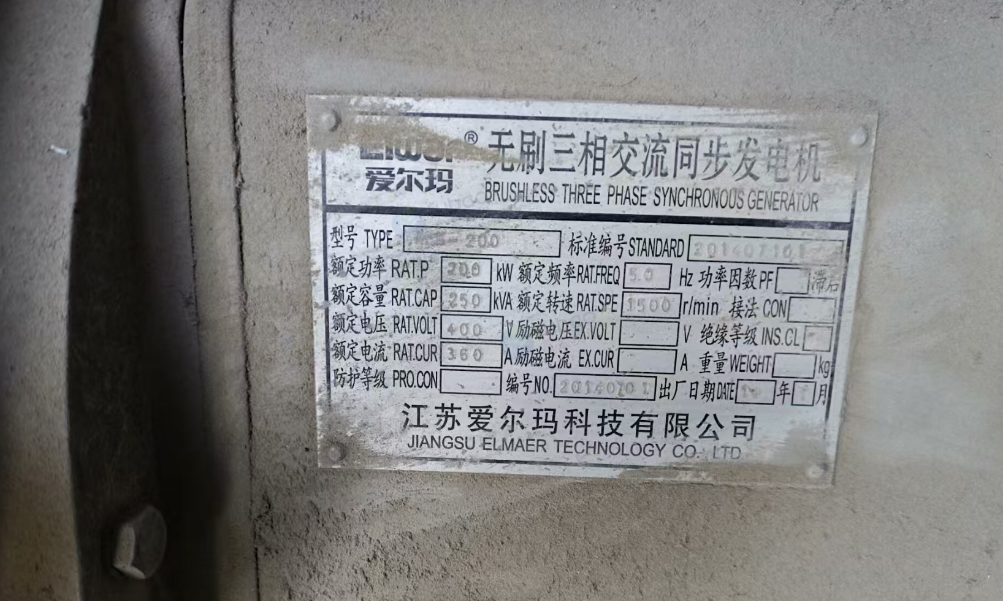 ® 无刷三相交流同步发电机
爱尔玛 BRUSHLESS THREE PHASE SYNCHRONOUS GENERATOR
型号 TYPE -200 标准编号 STANDARD
额定功率 RAT.P 200 kW 额定频率 RAT.FREQ 5.0 Hz 功率因数 PF 滞后
额定容量 RAT.CAP 250 kVA 额定转速 RAT.SPE 1500 r/min 接法 CON
额定电压 RAT.VOLT 400 V 励磁电压 EX.VOLT V 绝缘等级 INS.CL
额定电流 RAT.CUR 360 A 励磁电流 EX.CUR A 重量 WEIGHT kg
防护等级 PRO.CON 编号 NO. 出厂日期 DATE 年 月
江苏爱尔玛科技有限公司
JIANGSU ELMAER TECHNOLOGY CO. LTD